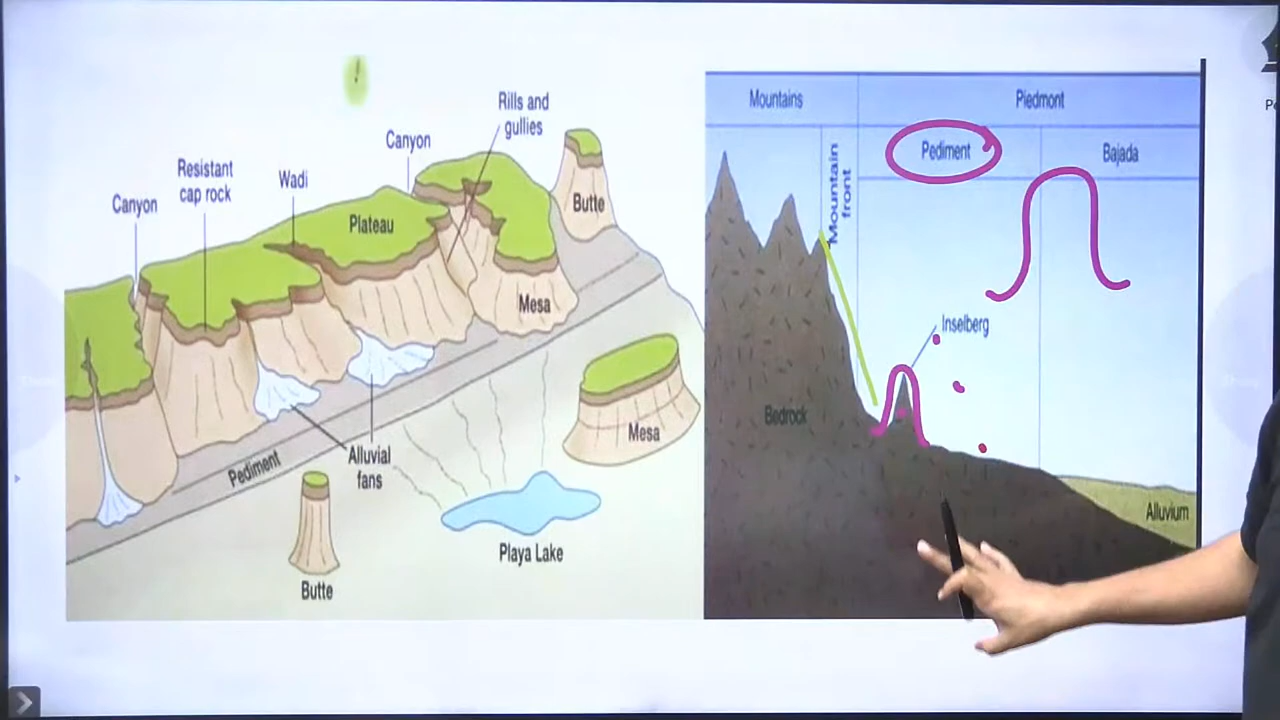 Rills and
gullies
Canyon
Resistant
cap rock
Wadi
Canyon
Plateau
Butte
Mesa
Mesa
Pediment
Alluvial
fans
Playa Lake
Butte
Mountains
Piedmont
Mountain
front
Pediment
Bajada
Inselberg
Bedrock
Alluvium